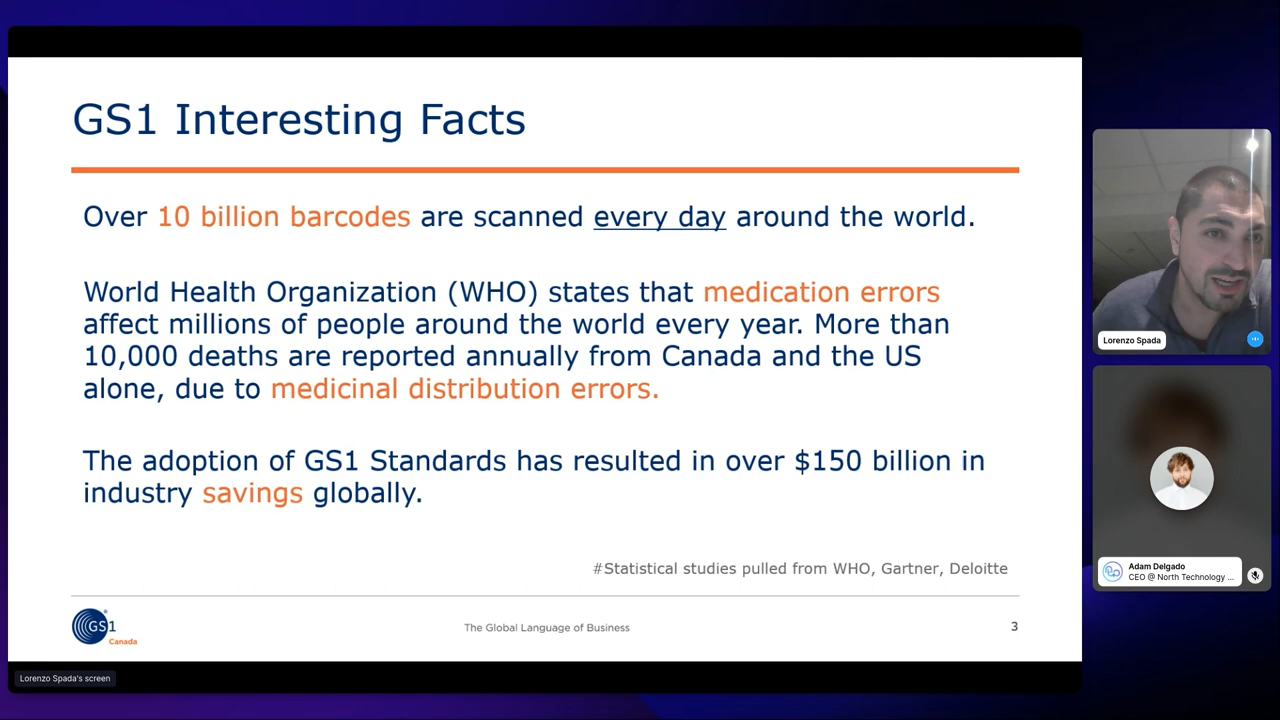 GS1 Interesting Facts
Over 10 billion barcodes are scanned every day around the world.
World Health Organization (WHO) states that medication errors
affect millions of people around the world every year. More than
10,000 deaths are reported annually from Canada and the US
alone, due to medicinal distribution errors.
The adoption of GS1 Standards has resulted in over $150 billion in
industry savings globally.
#Statistical studies pulled from WHO, Gartner, Deloitte
GS1
Canada
The Global Language of Business
3
Lorenzo Spada's screen
Lorenzo Spada
Adam Delgado
CEO @ North Technology ...